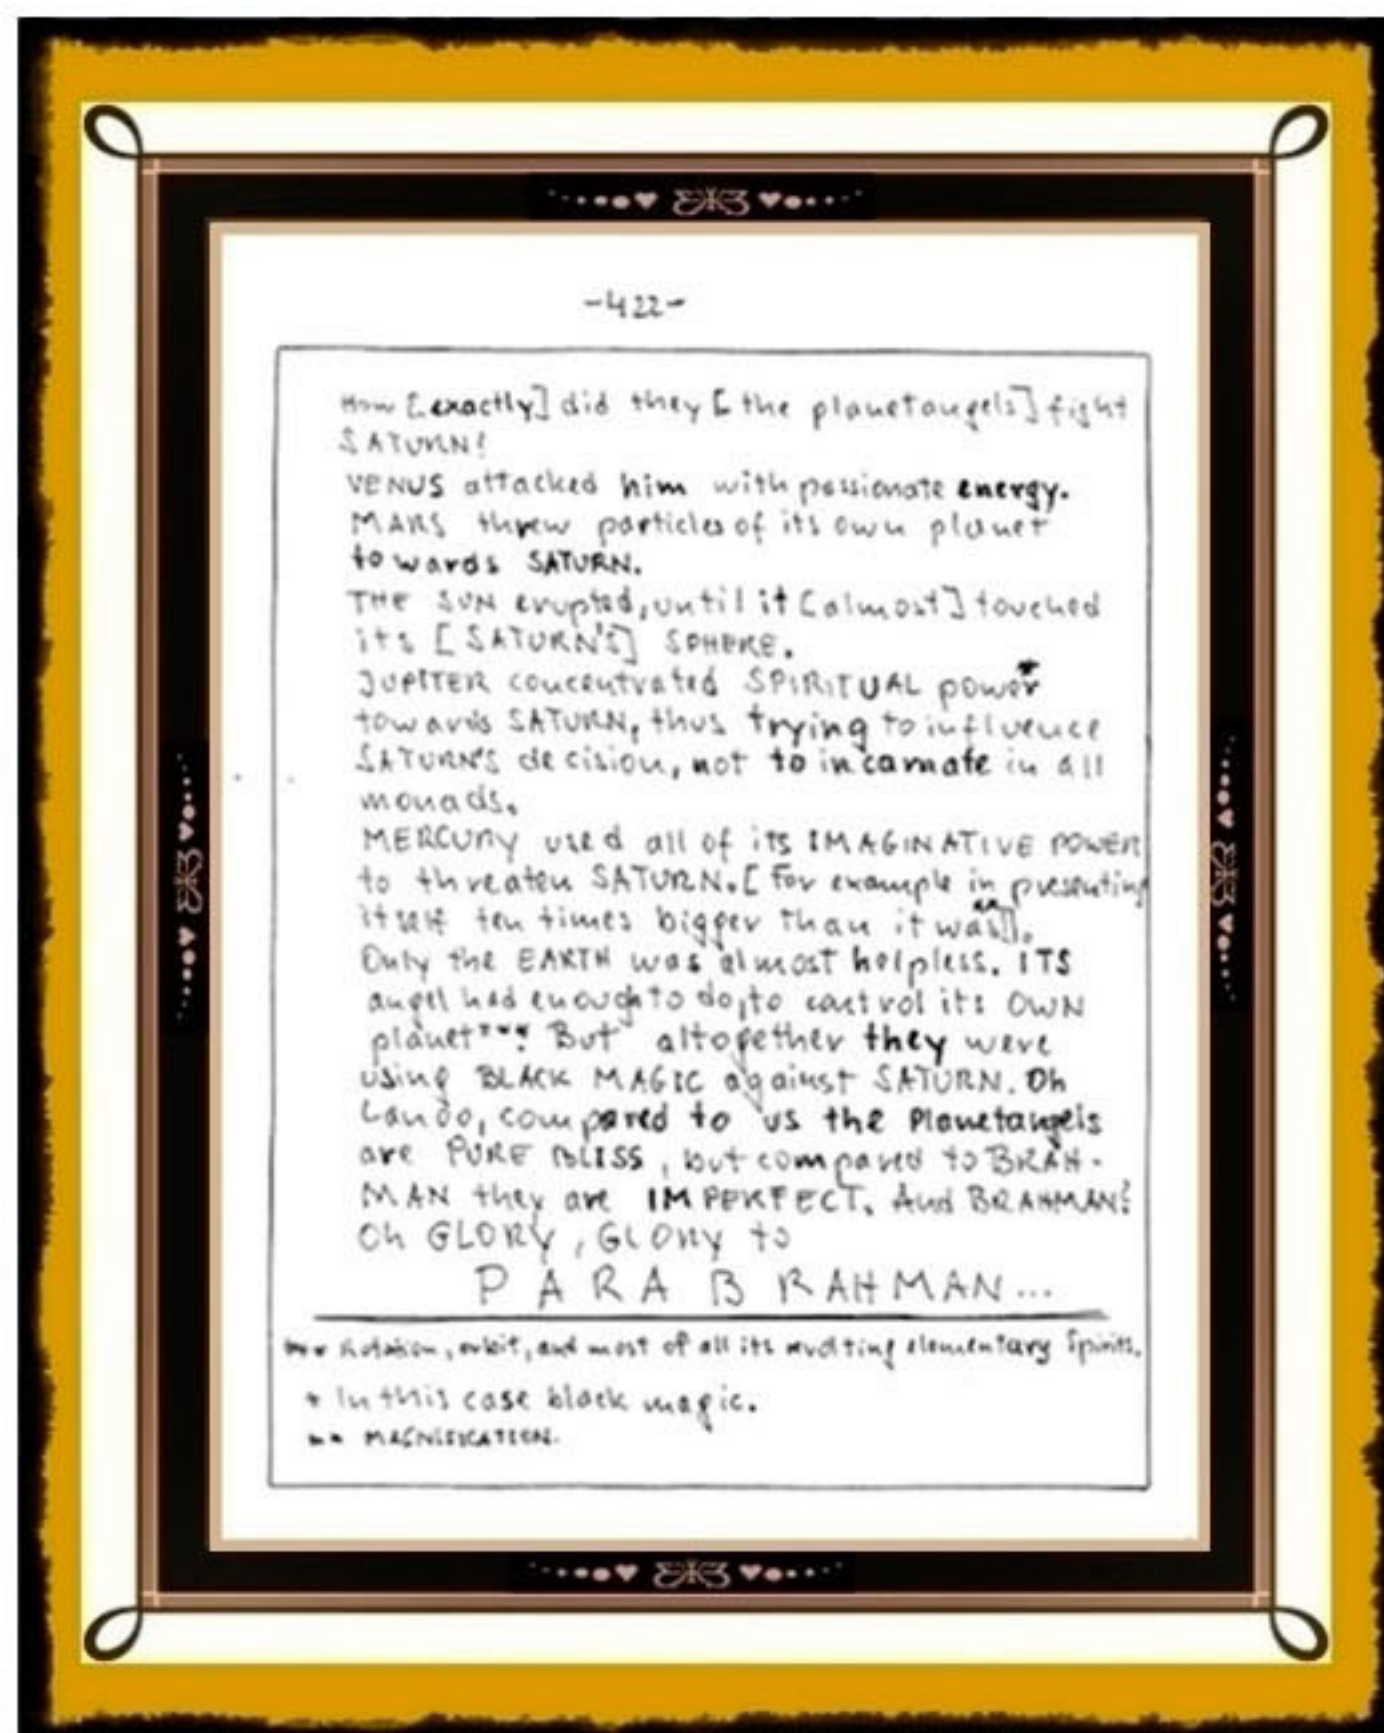 -422-
How [exactly] did they [the planetangels] fight
SATURN?
VENUS attacked him with passionate energy.
MARS threw particles of its own planet
towards SATURN.
THE SUN erupted, until it [almost] touched
its [SATURN'S] SPHERE.
JUPITER concentrated SPIRITUAL power*
towards SATURN, thus trying to influence
SATURN'S decision, not to incarnate in all
monads.
MERCURY used all of its IMAGINATIVE POWER
to threaten SATURN. [For example in presenting
itself ten times bigger than it was**].
Only the EARTH was almost helpless. ITS
angel had enough to do, to control its OWN
planet***! But altogether they were
using BLACK MAGIC against SATURN. Oh
Lando, compared to us the Planetangels
are PURE BLISS, but compared to BRAH-
MAN they are IMPERFECT. And BRAHMAN?
Oh GLORY, GLORY to
PARABRAHMAN...
*** Rotation, orbit, and most of all its revolting elementary Spirits.
* In this case black magic.
** MAGNIFICATION.